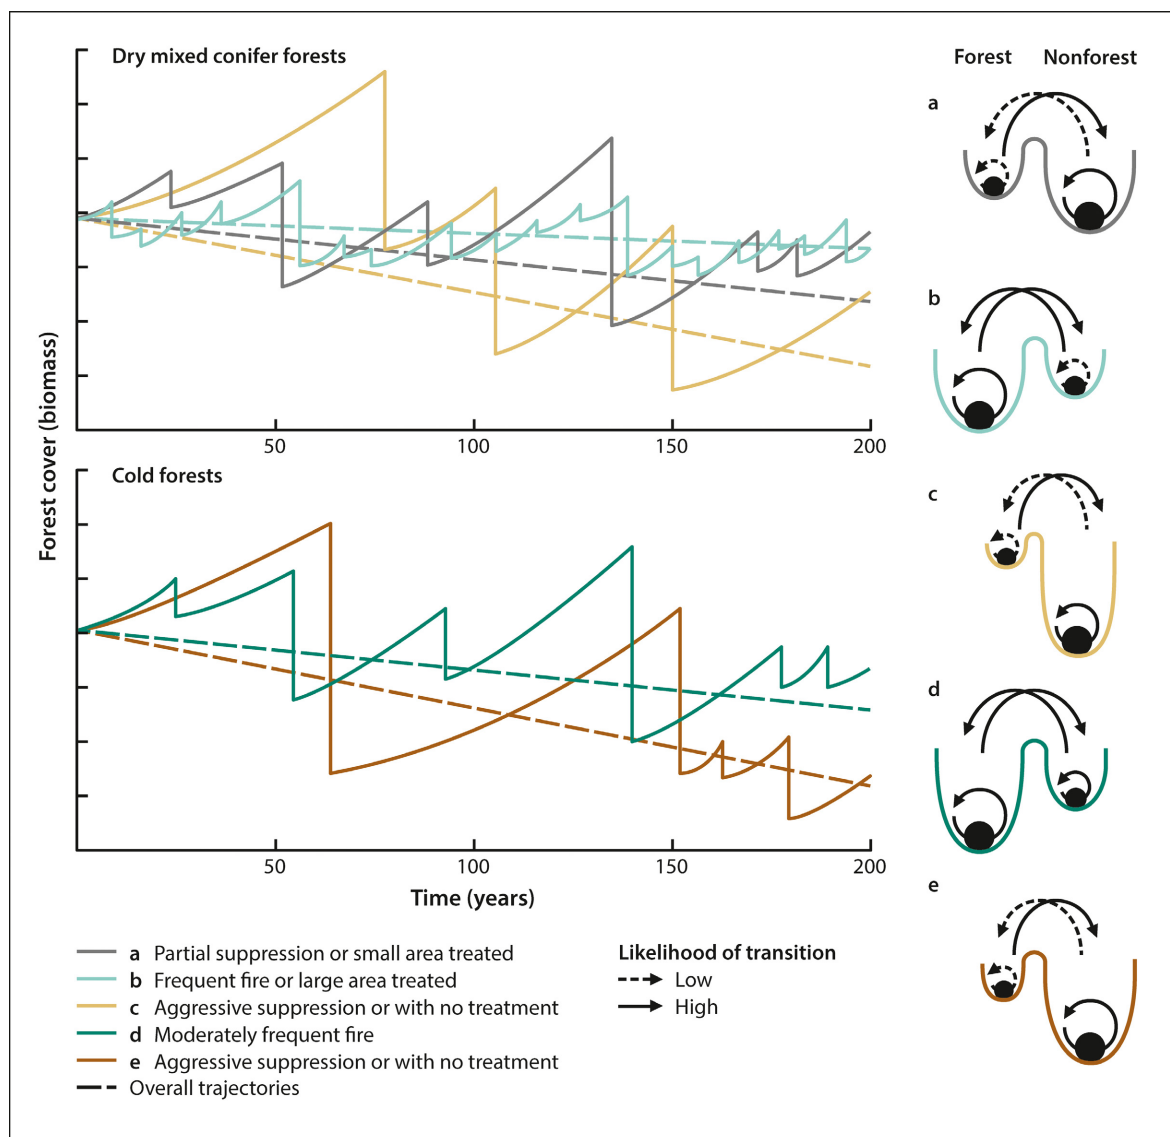 Dry mixed conifer forests
Forest cover (biomass)
50
100
150
200
Cold forests
50
100
150
200
Time (years)
Forest Nonforest
a
b
c
d
e
a Partial suppression or small area treated
b Frequent fire or large area treated
c Aggressive suppression or with no treatment
d Moderately frequent fire
e Aggressive suppression or with no treatment
Overall trajectories
Likelihood of transition
Low
High